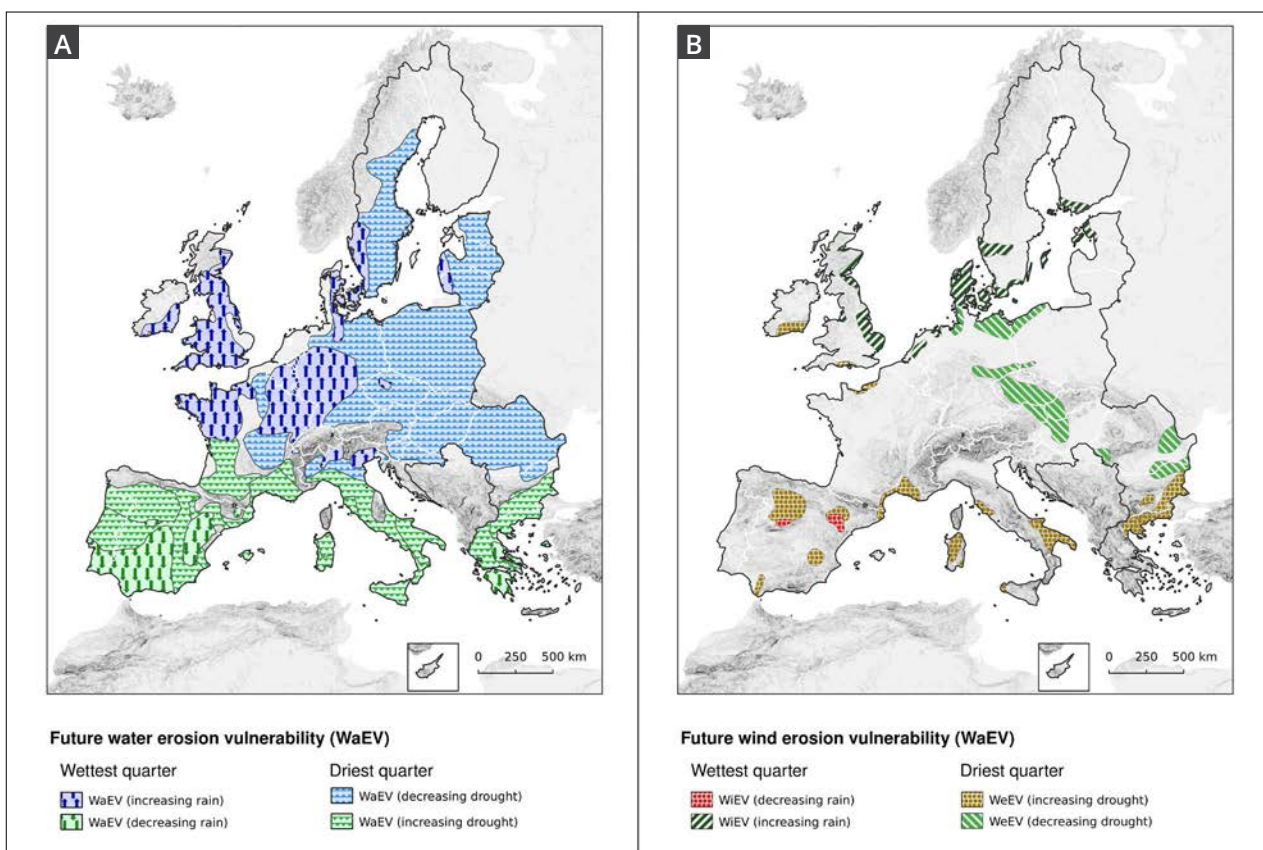 A
0 250 500 km
Future water erosion vulnerability (WaEV)
Wettest quarter
Driest quarter
WaEV (increasing rain)
WaEV (decreasing drought)
WaEV (decreasing rain)
WaEV (increasing drought)
B
0 250 500 km
Future wind erosion vulnerability (WaEV)
Wettest quarter
Driest quarter
WiEV (decreasing rain)
WeEV (increasing drought)
WiEV (increasing rain)
WeEV (decreasing drought)